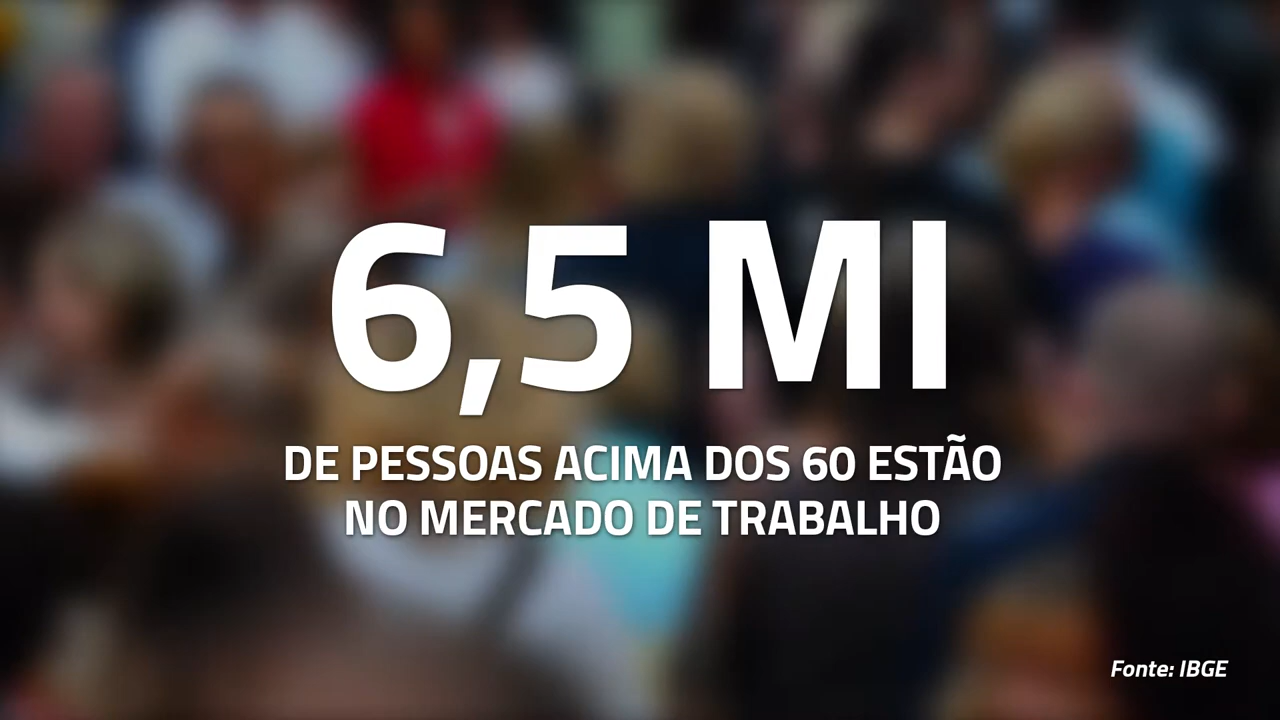 6,5 MI
DE PESSOAS ACIMA DOS 60 ESTÃO
NO MERCADO DE TRABALHO
Fonte: IBGE